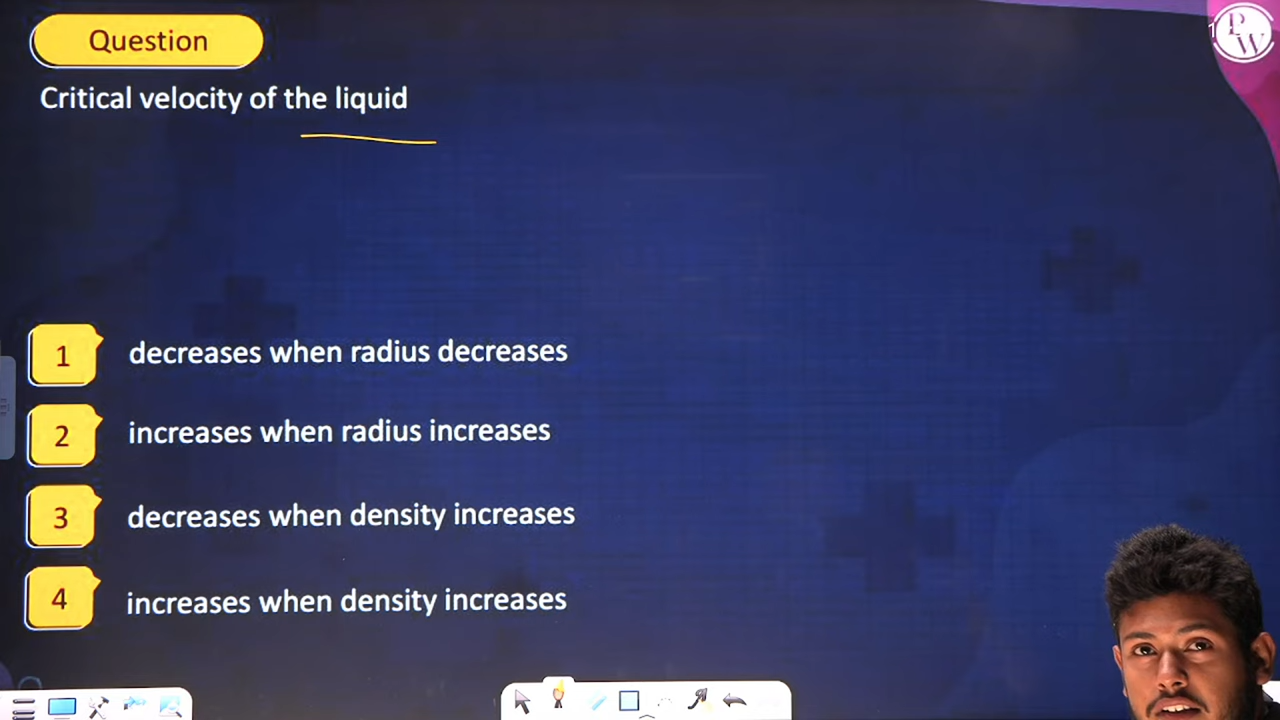 Question
PW
Critical velocity of the liquid
1 decreases when radius decreases
2 increases when radius increases
3 decreases when density increases
4 increases when density increases